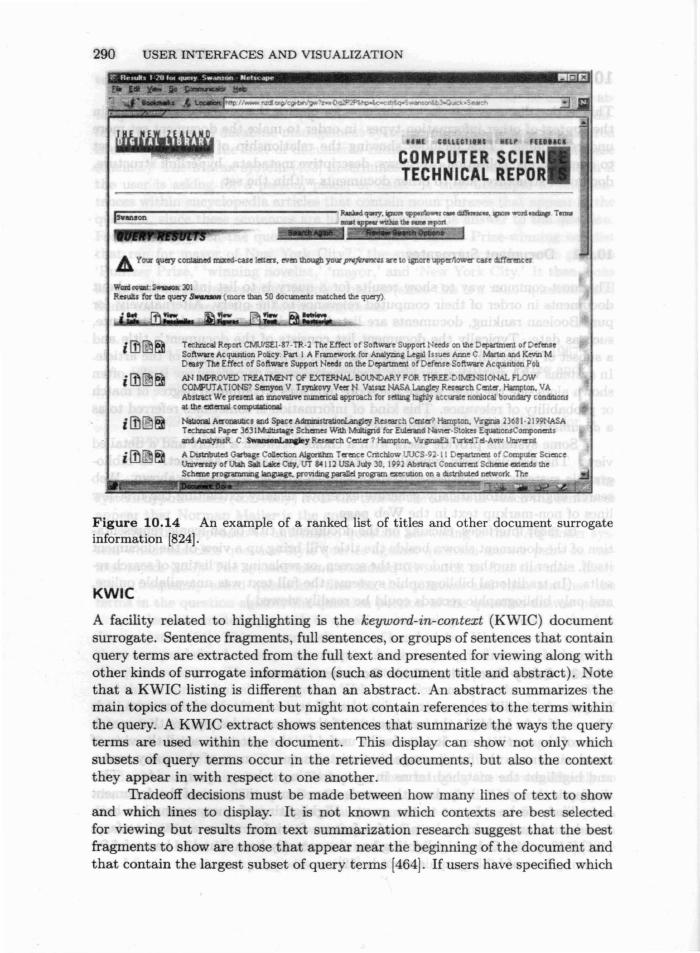 290 USER INTERFACES AND VISUALIZATION
Results 1-20 for query: Swanson - Netscape
File Edit View Go Communicator Help
Bookmarks Location
THE NEW ZEALAND
DIGITAL LIBRARY
HOME COLLECTIONS HELP FEEDBACK
COMPUTER SCIENCE
TECHNICAL REPORTS
Swanson
Ranked query, ignore upper/lower case differences, ignore word endings. Terms
must appear within the same report
Search Again Review Search Options
QUERY RESULTS
Your query contained mixed-case letters, even though your preferences are to ignore upper/lower case differences
Word count: Swanson: 301
Results for the query Swanson (more than 50 documents matched the query).
Get Info View Facsimiles View Figures View Text Retrieve Postscript
Technical Report CMU/SEI-87-TR-2 The Effect of Software Support Needs on the Department of Defense
Software Acquisition Policy: Part 1 A Framework for Analyzing Legal Issues Anne C. Martin and Kevin M.
Deasy The Effect of Software Support Needs on the Department of Defense Software Acquisition Poli
AN IMPROVED TREATMENT OF EXTERNAL BOUNDARY FOR THREE-DIMENSIONAL FLOW
COMPUTATIONS? Semyon V. Tsynkovy Veer N. Vatsaz NASA Langley Research Center, Hampton, VA
Abstract We present an innovative numerical approach for setting highly accurate nonlocal boundary conditions
at the external computational
National Aeronautics and Space AdministrationLangley Research Center? Hampton, Virginia 23681-2199NASA
Technical Paper 3631Multistage Schemes With Multigrid for Eulerand Navier-Stokes EquationsComponents
and AnalysisR. C. SwansonLangley Research Center ? Hampton, VirginiaEli TurkelTel-Aviv Universit
A Distributed Garbage Collection Algorithm Terence Critchlow UUCS-92-11 Department of Computer Science
University of Utah Salt Lake City, UT 84112 USA July 30, 1992 Abstract Concurrent Scheme extends the
Scheme programming language, providing parallel program execution on a distributed network. The
Document: Done
Figure 10.14 An example of a ranked list of titles and other document surrogate
information [824].
KWIC
A facility related to highlighting is the keyword-in-context (KWIC) document
surrogate. Sentence fragments, full sentences, or groups of sentences that contain
query terms are extracted from the full text and presented for viewing along with
other kinds of surrogate information (such as document title and abstract). Note
that a KWIC listing is different than an abstract. An abstract summarizes the
main topics of the document but might not contain references to the terms within
the query. A KWIC extract shows sentences that summarize the ways the query
terms are used within the document. This display can show not only which
subsets of query terms occur in the retrieved documents, but also the context
they appear in with respect to one another.
Tradeoff decisions must be made between how many lines of text to show
and which lines to display. It is not known which contexts are best selected
for viewing but results from text summarization research suggest that the best
fragments to show are those that appear near the beginning of the document and
that contain the largest subset of query terms [464]. If users have specified which